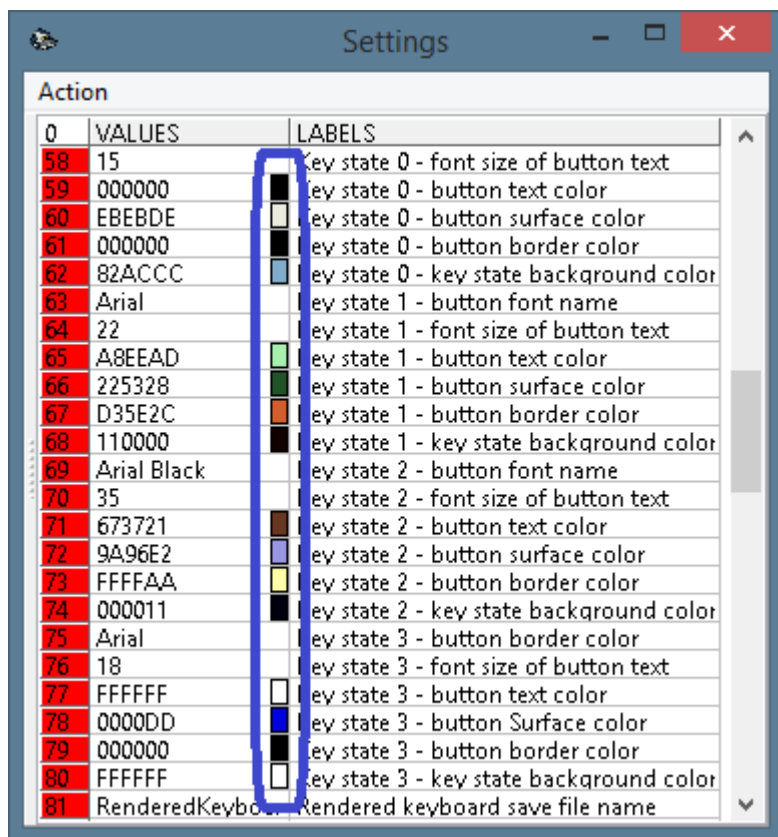 Settings
Action
0 VALUES LABELS
58 15 Key state 0 - font size of button text
59 000000 Key state 0 - button text color
60 EBEBDE Key state 0 - button surface color
61 000000 Key state 0 - button border color
62 82ACCC Key state 0 - key state background color
63 Arial Key state 1 - button font name
64 22 Key state 1 - font size of button text
65 A8EEAD Key state 1 - button text color
66 225328 Key state 1 - button surface color
67 D35E2C Key state 1 - button border color
68 110000 Key state 1 - key state background color
69 Arial Black Key state 2 - button font name
70 35 Key state 2 - font size of button text
71 673721 Key state 2 - button text color
72 9A96E2 Key state 2 - button surface color
73 FFFFAA Key state 2 - button border color
74 000011 Key state 2 - key state background color
75 Arial Key state 3 - button border color
76 18 Key state 3 - font size of button text
77 FFFFFF Key state 3 - button text color
78 0000DD Key state 3 - button Surface color
79 000000 Key state 3 - button border color
80 FFFFFF Key state 3 - key state background color
81 RenderedKeyboar Rendered keyboard save file name